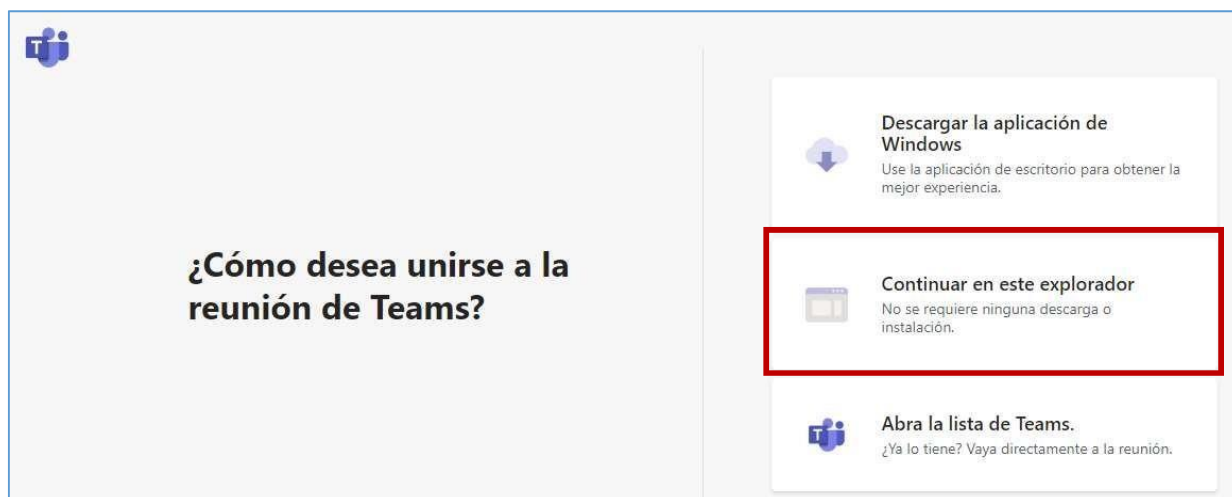 ¿Cómo desea unirse a la
reunión de Teams?
Descargar la aplicación de
Windows
Use la aplicación de escritorio para obtener la
mejor experiencia.
Continuar en este explorador
No se requiere ninguna descarga o
instalación.
Abra la lista de Teams.
¿Ya lo tiene? Vaya directamente a la reunión.